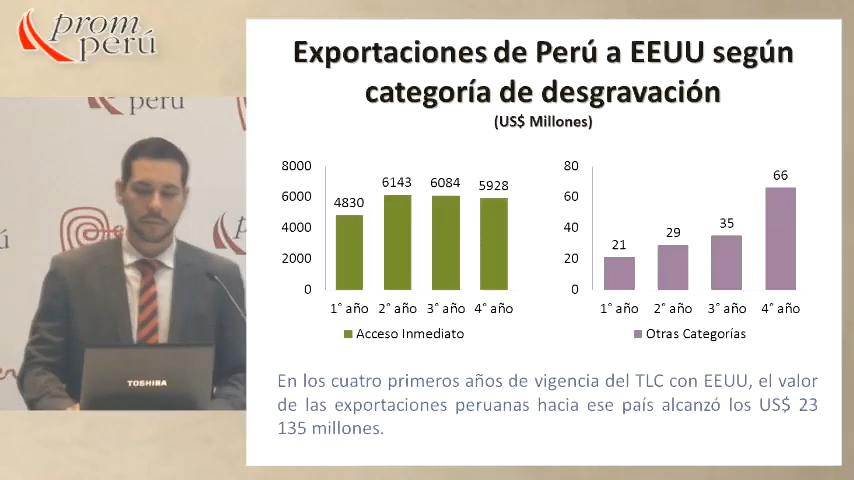 prom
perú
perú
Exportaciones de Perú a EEUU según
categoría de desgravación
(US$ Millones)
8000
6000
4000
2000
0
4830
6143
6084
5928
1° año
2° año
3° año
4° año
Acceso Inmediato
80
60
40
20
0
21
29
35
66
1° año
2° año
3° año
4° año
Otras Categorías
TOSHIBA
En los cuatro primeros años de vigencia del TLC con EEUU, el valor
de las exportaciones peruanas hacia ese país alcanzó los US$ 23
135 millones.